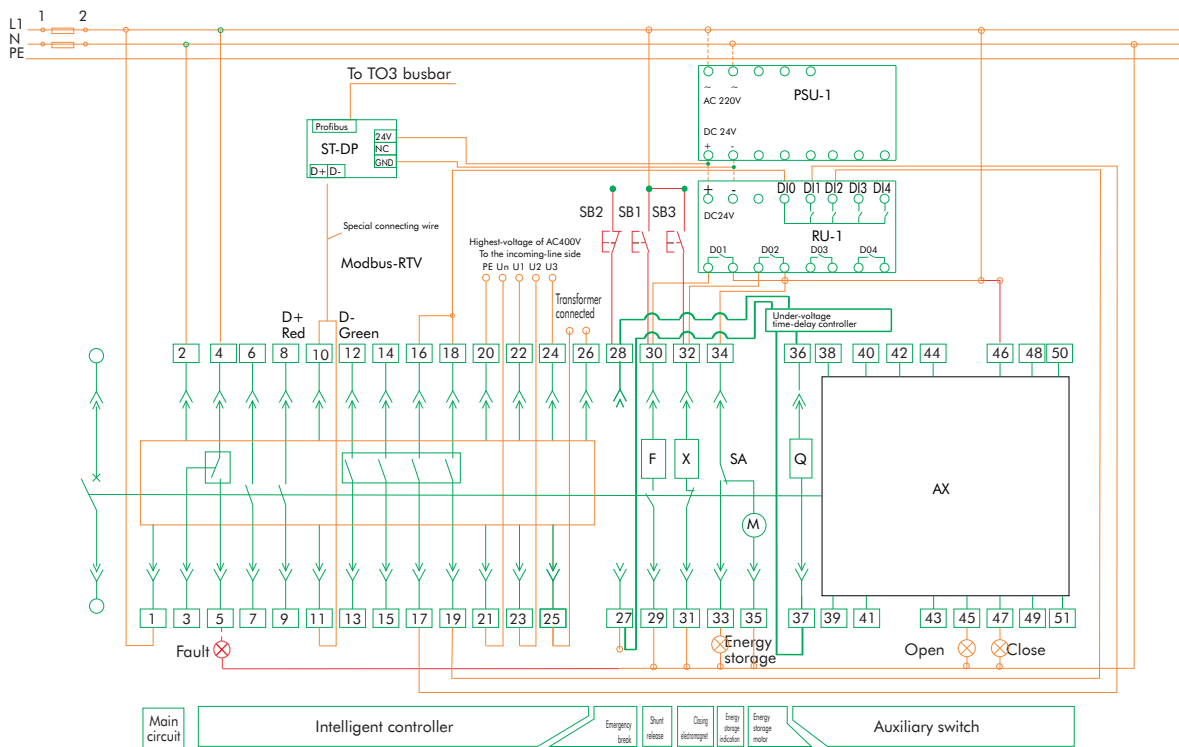 1 2
L1
N
PE
To TO3 busbar
Profibus
ST-DP
24V
NC
GND
D+ D-
~ ~
AC 220V
PSU-1
DC 24V
+ -
+ - DI0 DI1 DI2 DI3 DI4
DC24V
RU-1
D01 D02 D03 D04
SB2 SB1 SB3
Special connecting wire
Modbus-RTV
Highest-voltage of AC400V
To the incoming-line side
PE Un U1 U2 U3
Transformer
connected
D+
Red
D-
Green
Under-voltage
time-delay controller
2 4 6 8 10 12 14 16 18 20 22 24 26 28 30 32 34 36 38 40 42 44 46 48 50
F X SA Q
M
AX
1 3 5 7 9 11 13 15 17 19 21 23 25 27 29 31 33 35 37 39 41 43 45 47 49 51
Fault
Energy
storage
Open
Close
Main
circuit
Intelligent controller
Emergency
break
Shunt
release
Closing
electromagnet
Energy
storage
indication
Energy
storage
motor
Auxiliary switch